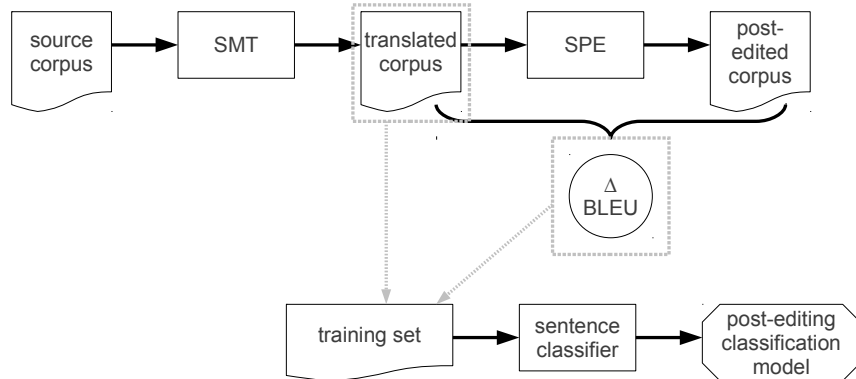 source
corpus
SMT
translated
corpus
SPE
post-
edited
corpus
Δ
BLEU
training set
sentence
classifier
post-editing
classification
model